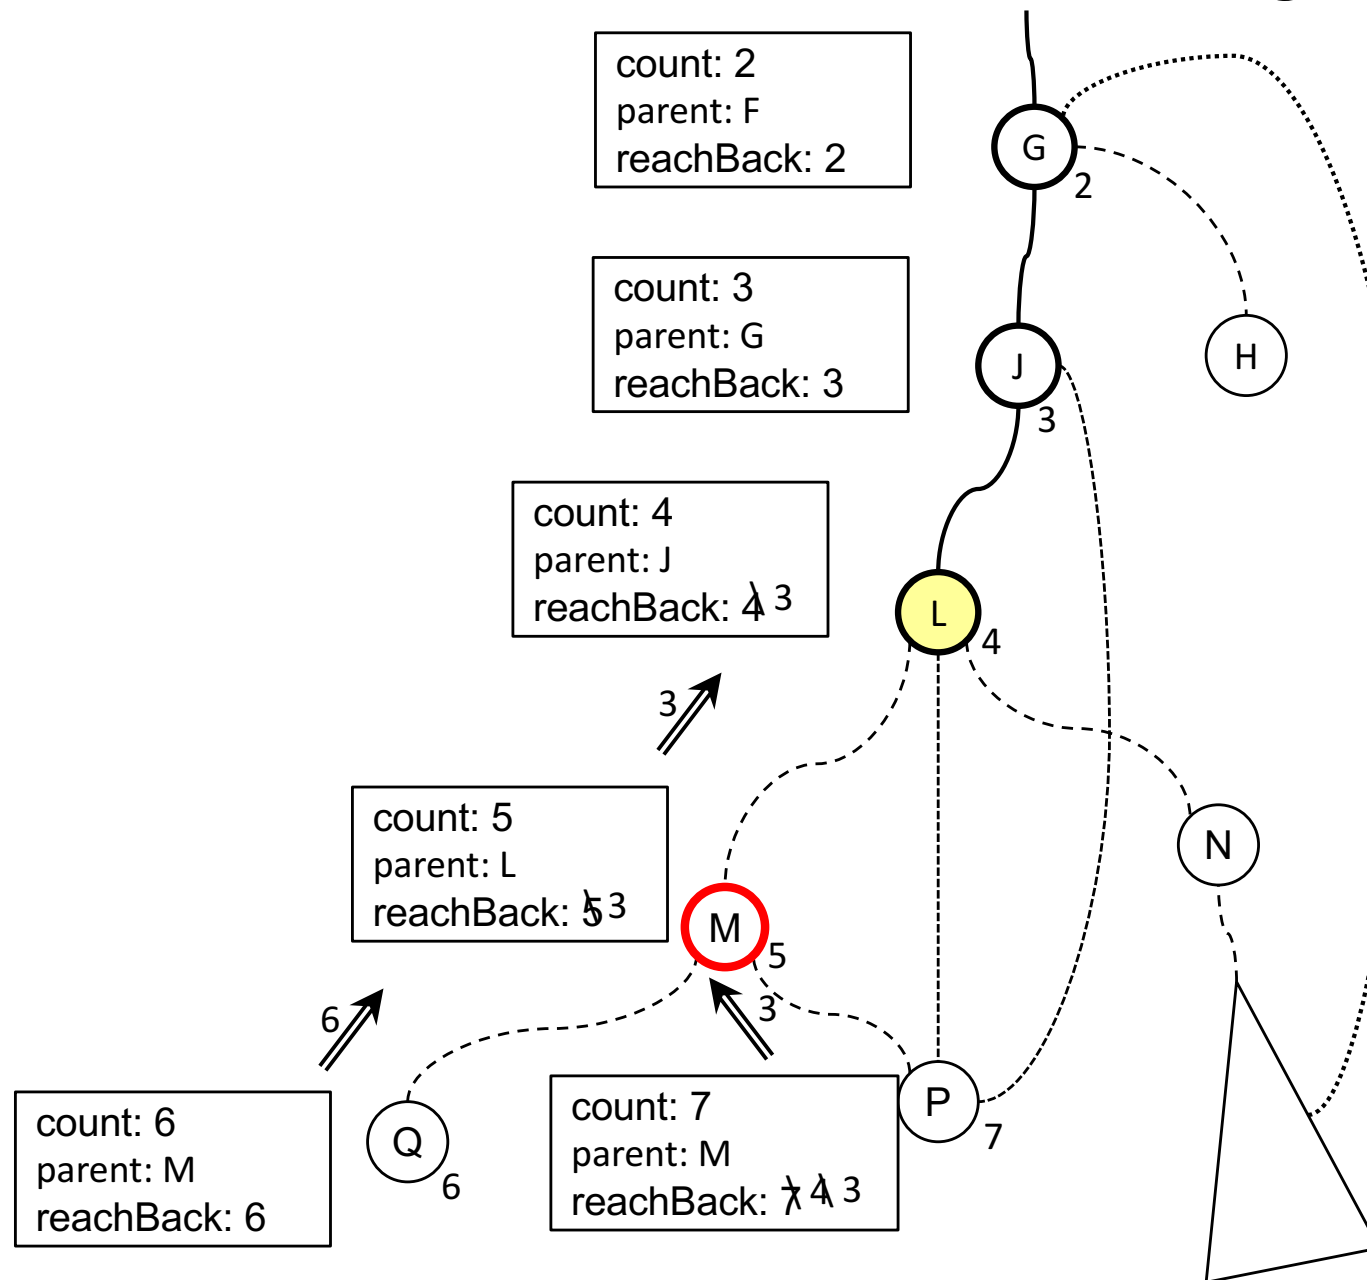 count: 2
parent: F
reachBack: 2
G
2
count: 3
parent: G
reachBack: 3
H
J
3
count: 4
parent: J
reachBack: 4 3
L
4
3
count: 5
parent: L
reachBack: 5 3
N
M
5
6
3
count: 6
parent: M
reachBack: 6
Q
6
count: 7
parent: M
reachBack: 7 4 3
P
7